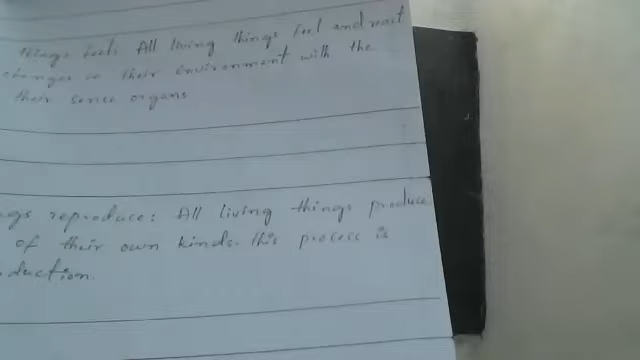 things feel: All living things feel and react
changes in their environment with the
their sense organs
ngs reproduce: All living things produce
of their own kinds. This process is
duction.